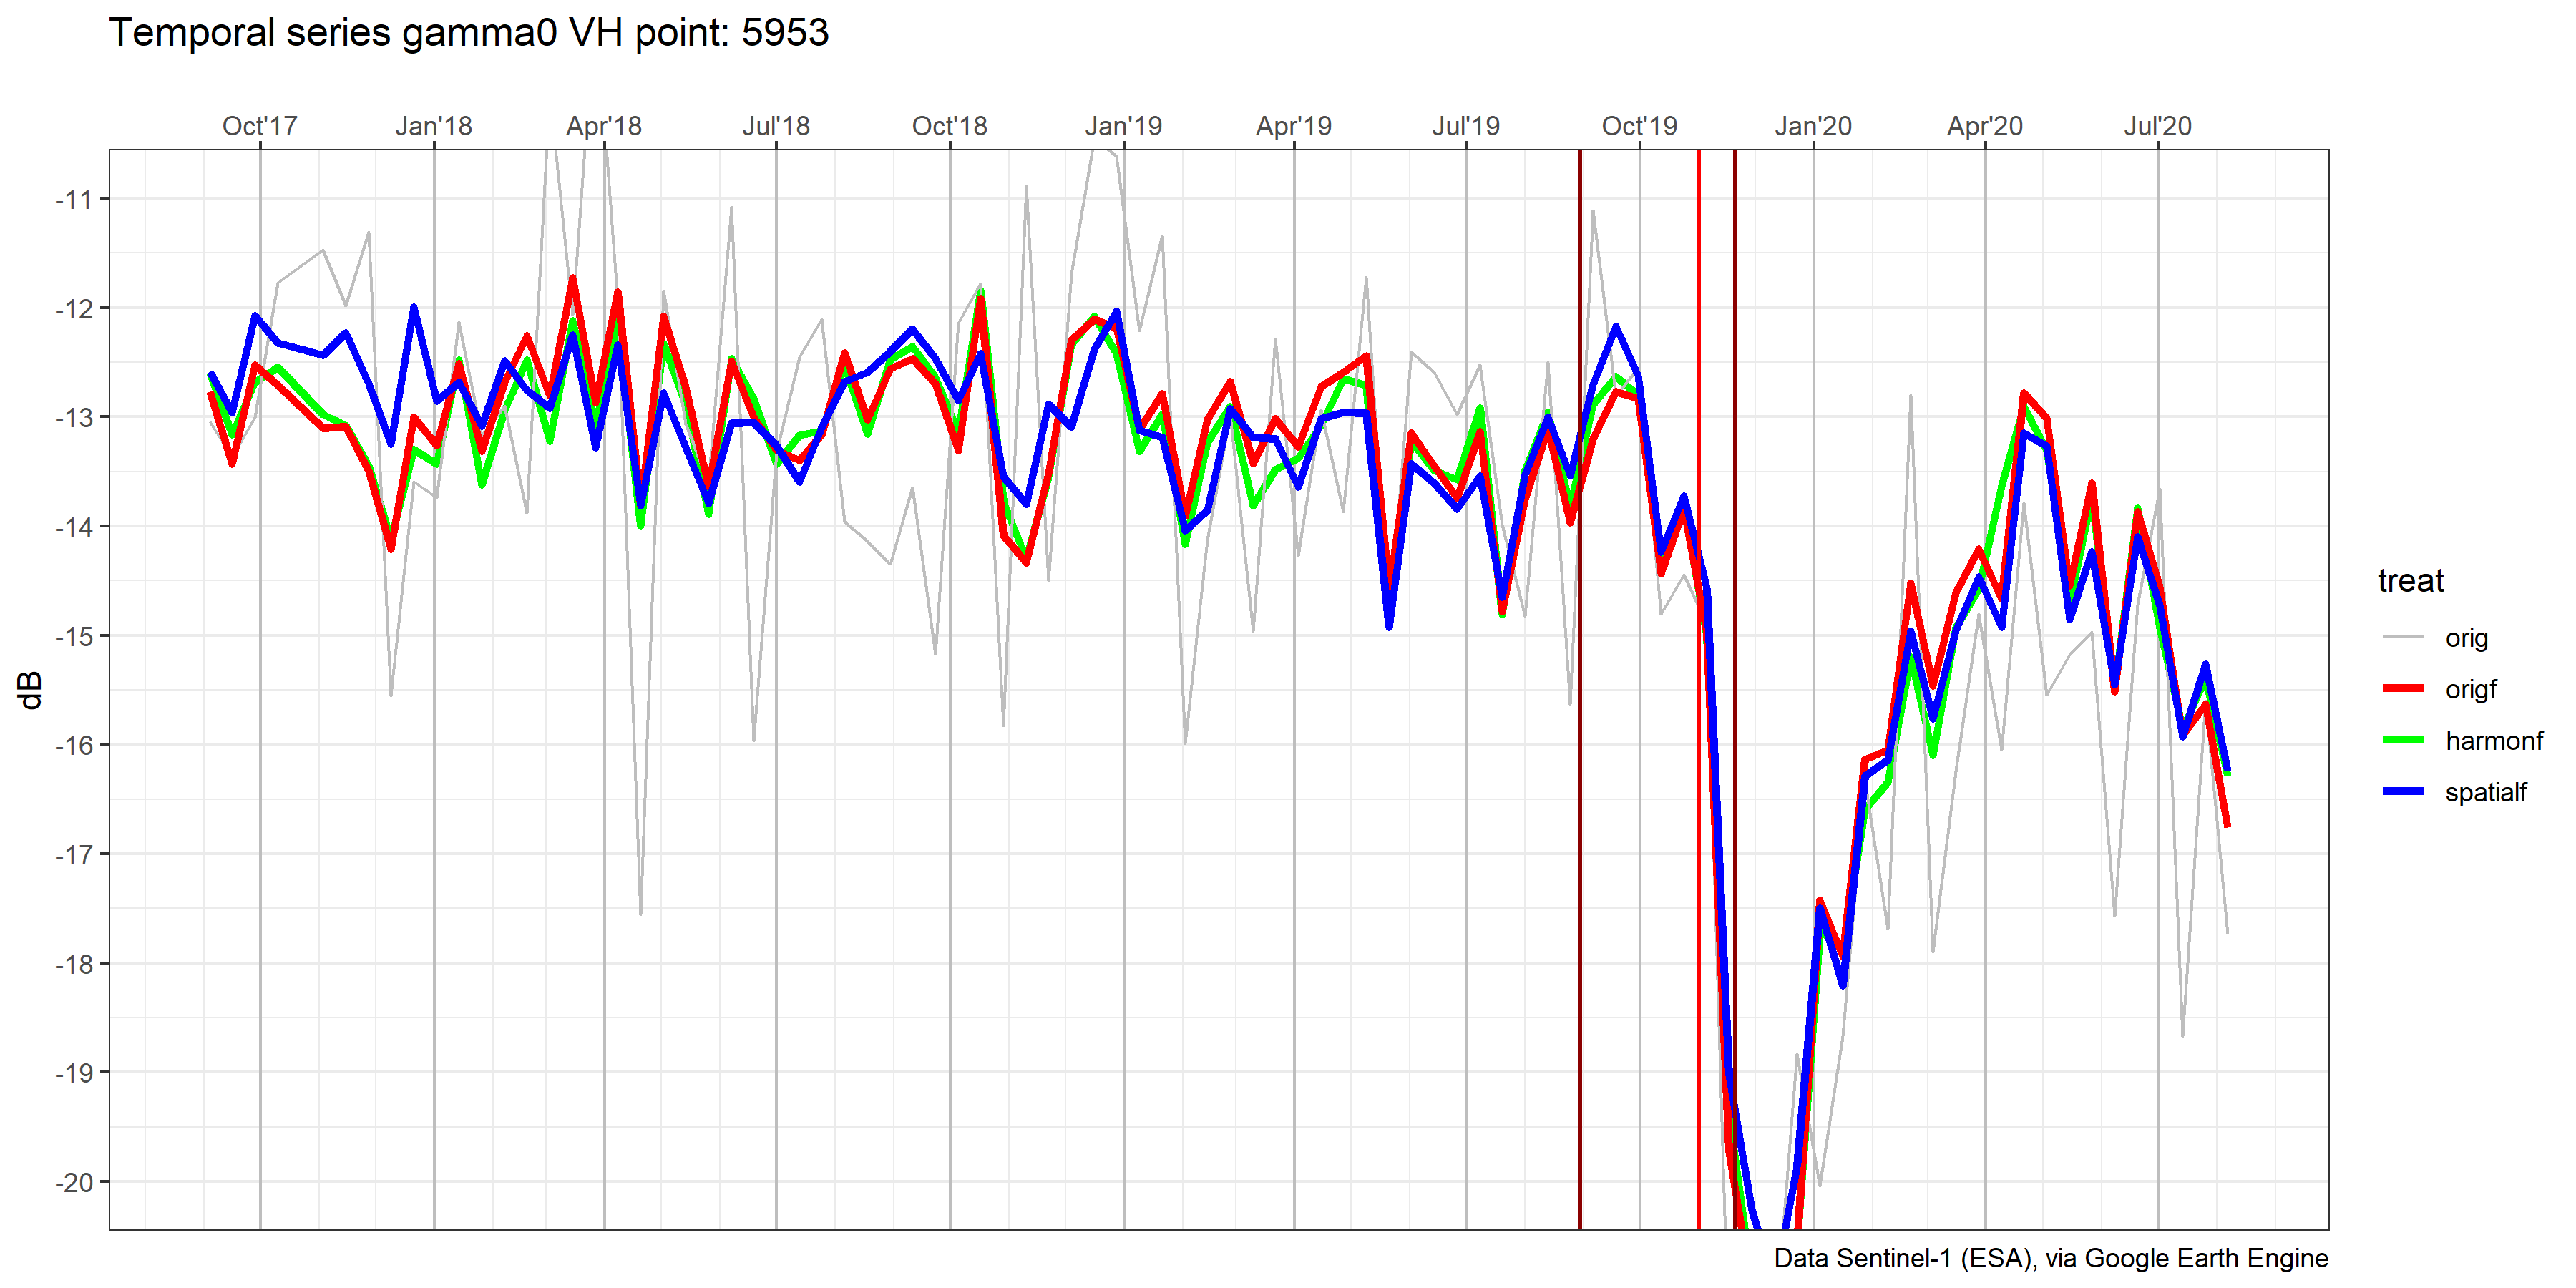 Temporal series gamma0 VH point: 5953
Oct'17 Jan'18 Apr'18 Jul'18 Oct'18 Jan'19 Apr'19 Jul'19 Oct'19 Jan'20 Apr'20 Jul'20
-11
-12
-13
-14
-15
-16
-17
-18
-19
-20
dB
treat
orig
origf
harmonf
spatialf
Data Sentinel-1 (ESA), via Google Earth Engine